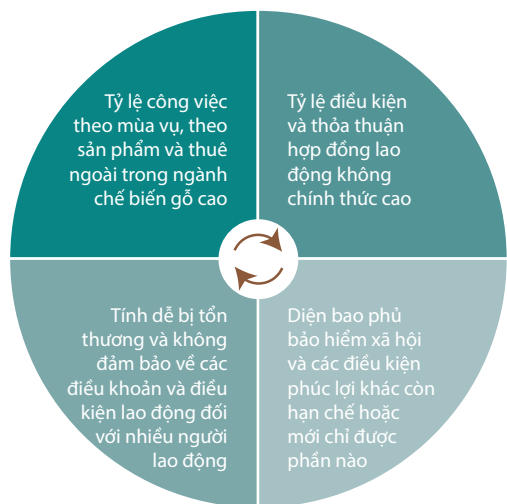 Tỷ lệ công việc
theo mùa vụ, theo
sản phẩm và thuê
ngoài trong ngành
chế biến gỗ cao
Tỷ lệ điều kiện
và thỏa thuận
hợp đồng lao
động không
chính thức cao
Tính dễ bị tổn
thương và không
đảm bảo về các
điều khoản và điều
kiện lao động đối
với nhiều người
lao động
Diện bao phủ
bảo hiểm xã hội
và các điều kiện
phúc lợi khác còn
hạn chế hoặc
mới chỉ được
phần nào